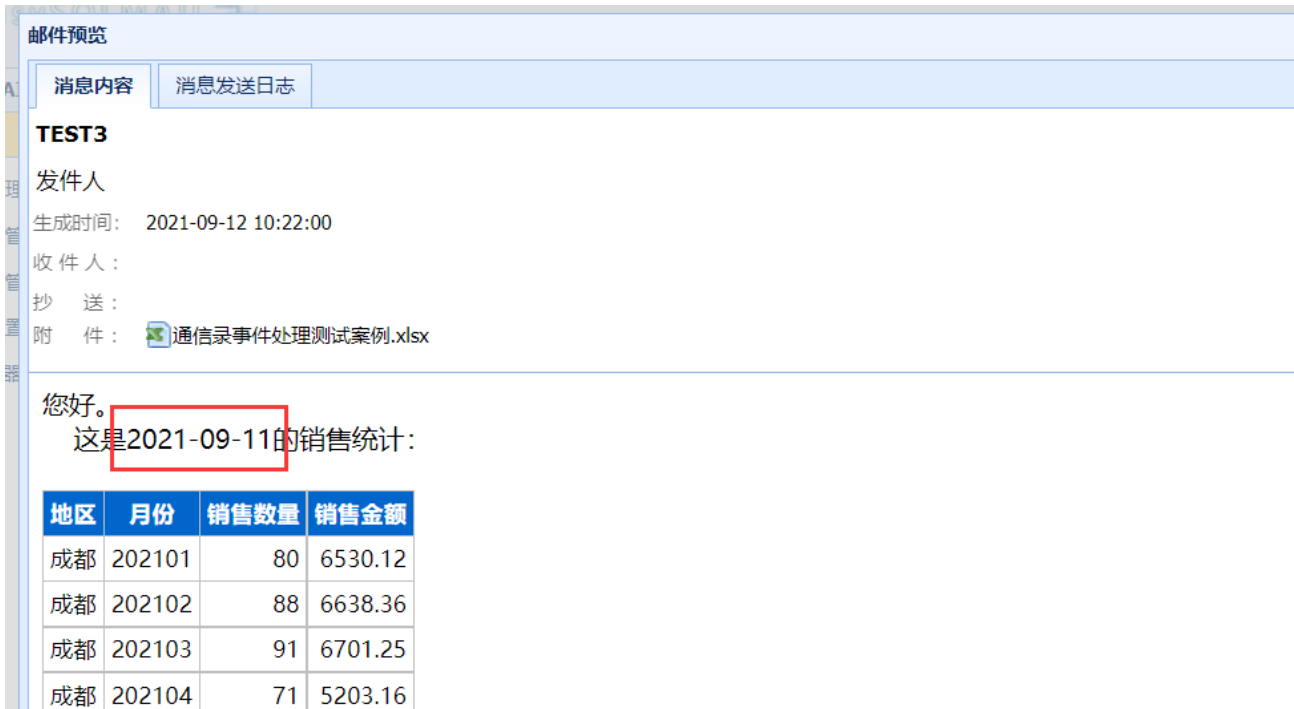 邮件预览
消息内容 消息发送日志
TEST3
发件人
生成时间: 2021-09-12 10:22:00
收 件 人 :
抄 送 :
附 件 : 通信录事件处理测试案例.xlsx
您好。
这是2021-09-11的销售统计:
地区 月份 销售数量 销售金额
成都 202101 80 6530.12
成都 202102 88 6638.36
成都 202103 91 6701.25
成都 202104 71 5203.16